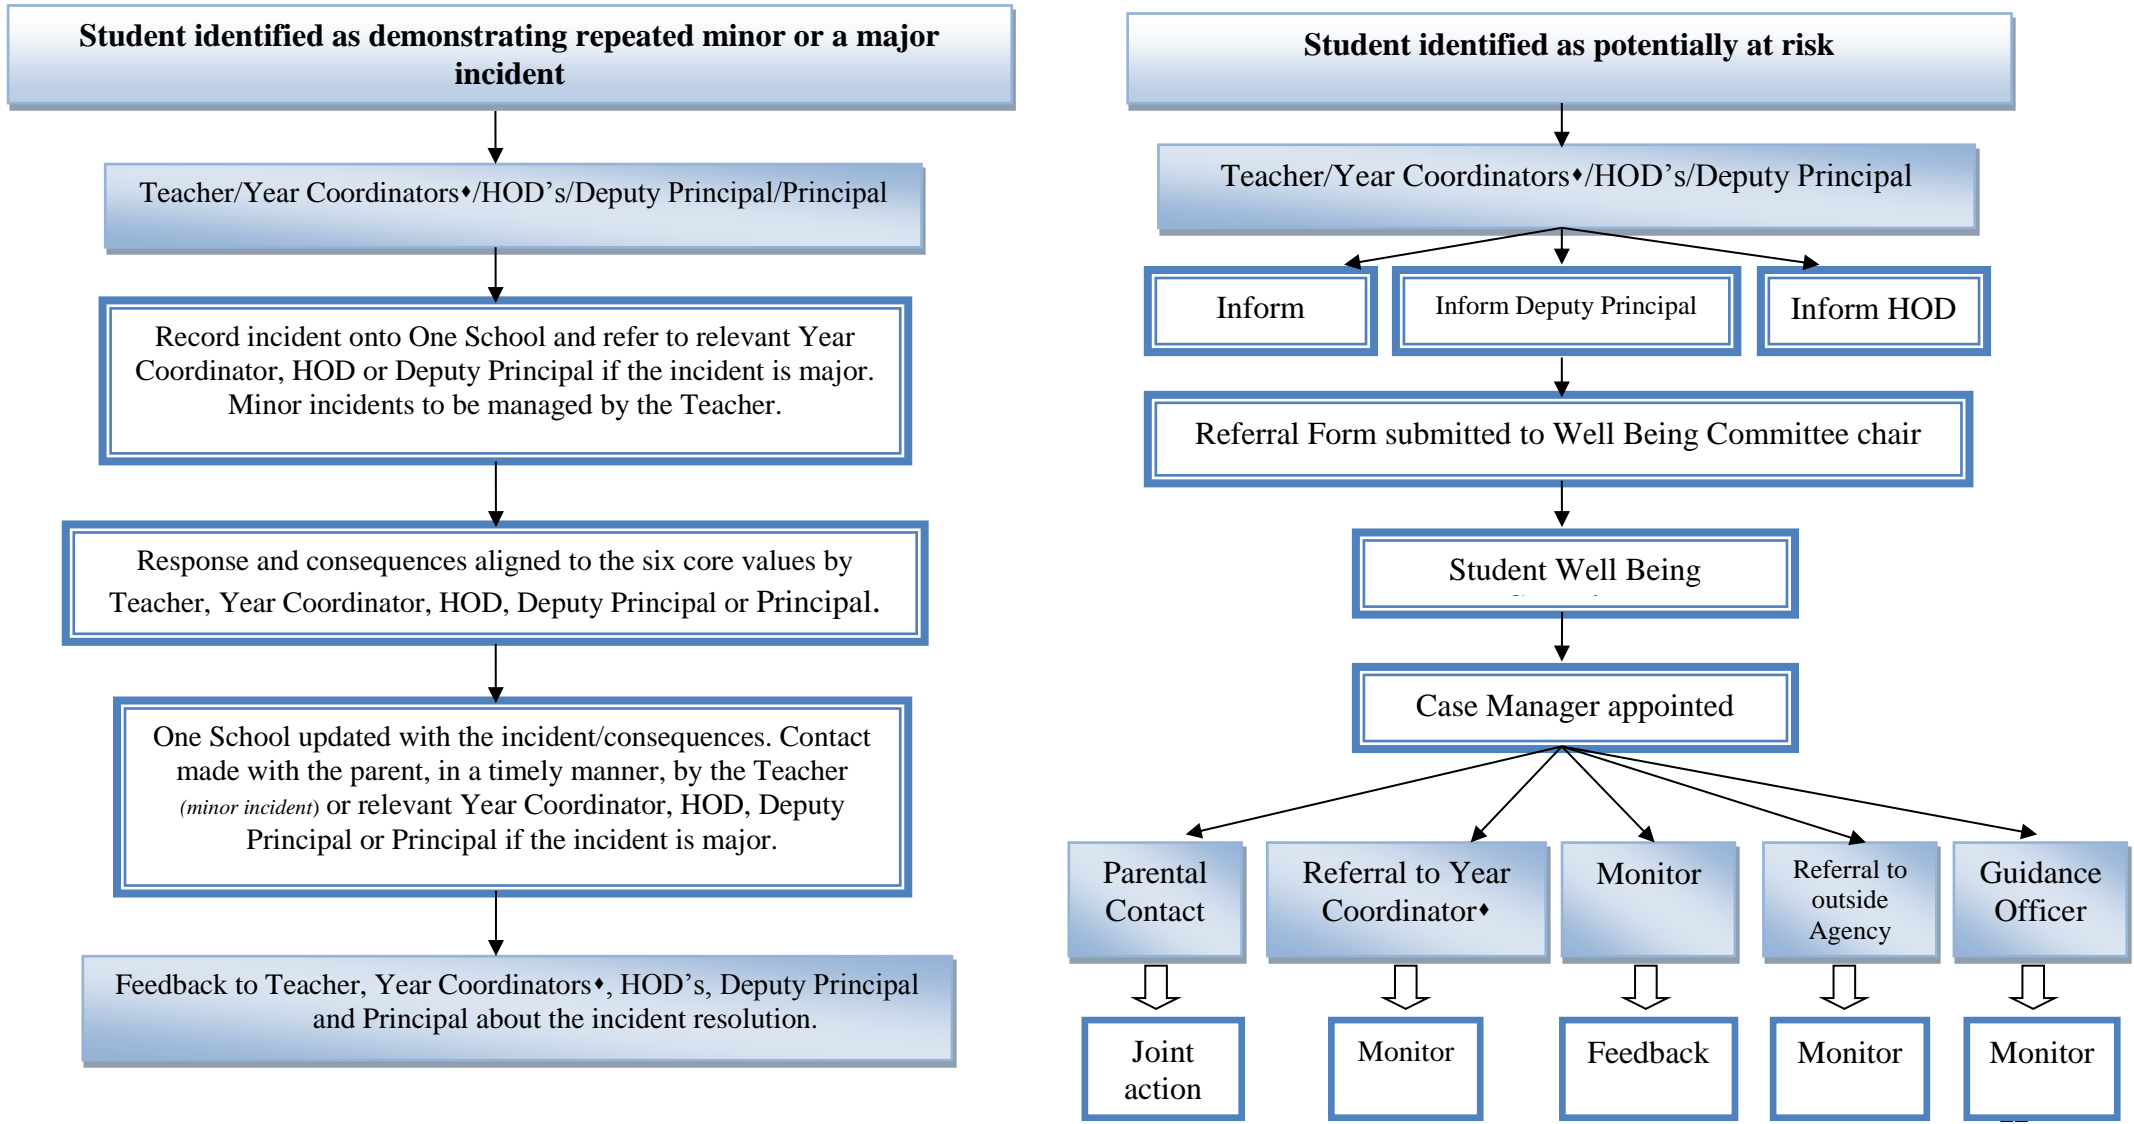 Student identified as demonstrating repeated minor or a major
incident
Teacher/Year Coordinators♦/HOD’s/Deputy Principal/Principal
Record incident onto One School and refer to relevant Year
Coordinator, HOD or Deputy Principal if the incident is major.
Minor incidents to be managed by the Teacher.
Response and consequences aligned to the six core values by
Teacher, Year Coordinator, HOD, Deputy Principal or Principal.
One School updated with the incident/consequences. Contact
made with the parent, in a timely manner, by the Teacher
(minor incident) or relevant Year Coordinator, HOD, Deputy
Principal or Principal if the incident is major.
Feedback to Teacher, Year Coordinators♦, HOD’s, Deputy Principal
and Principal about the incident resolution.
Student identified as potentially at risk
Teacher/Year Coordinators♦/HOD’s/Deputy Principal
Inform
Inform Deputy Principal
Inform HOD
Referral Form submitted to Well Being Committee chair
Student Well Being
Case Manager appointed
Parental
Contact
Referral to Year
Coordinator♦
Monitor
Referral to
outside
Agency
Guidance
Officer
Joint
action
Monitor
Feedback
Monitor
Monitor